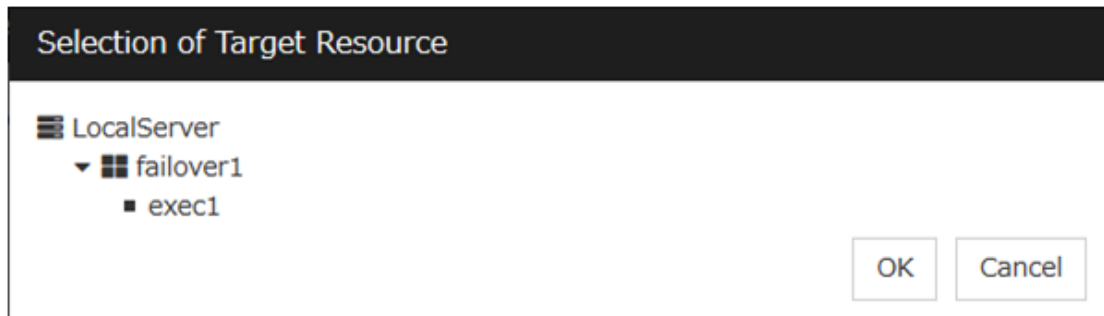 Selection of Target Resource
LocalServer
failover1
exec1
OK
Cancel